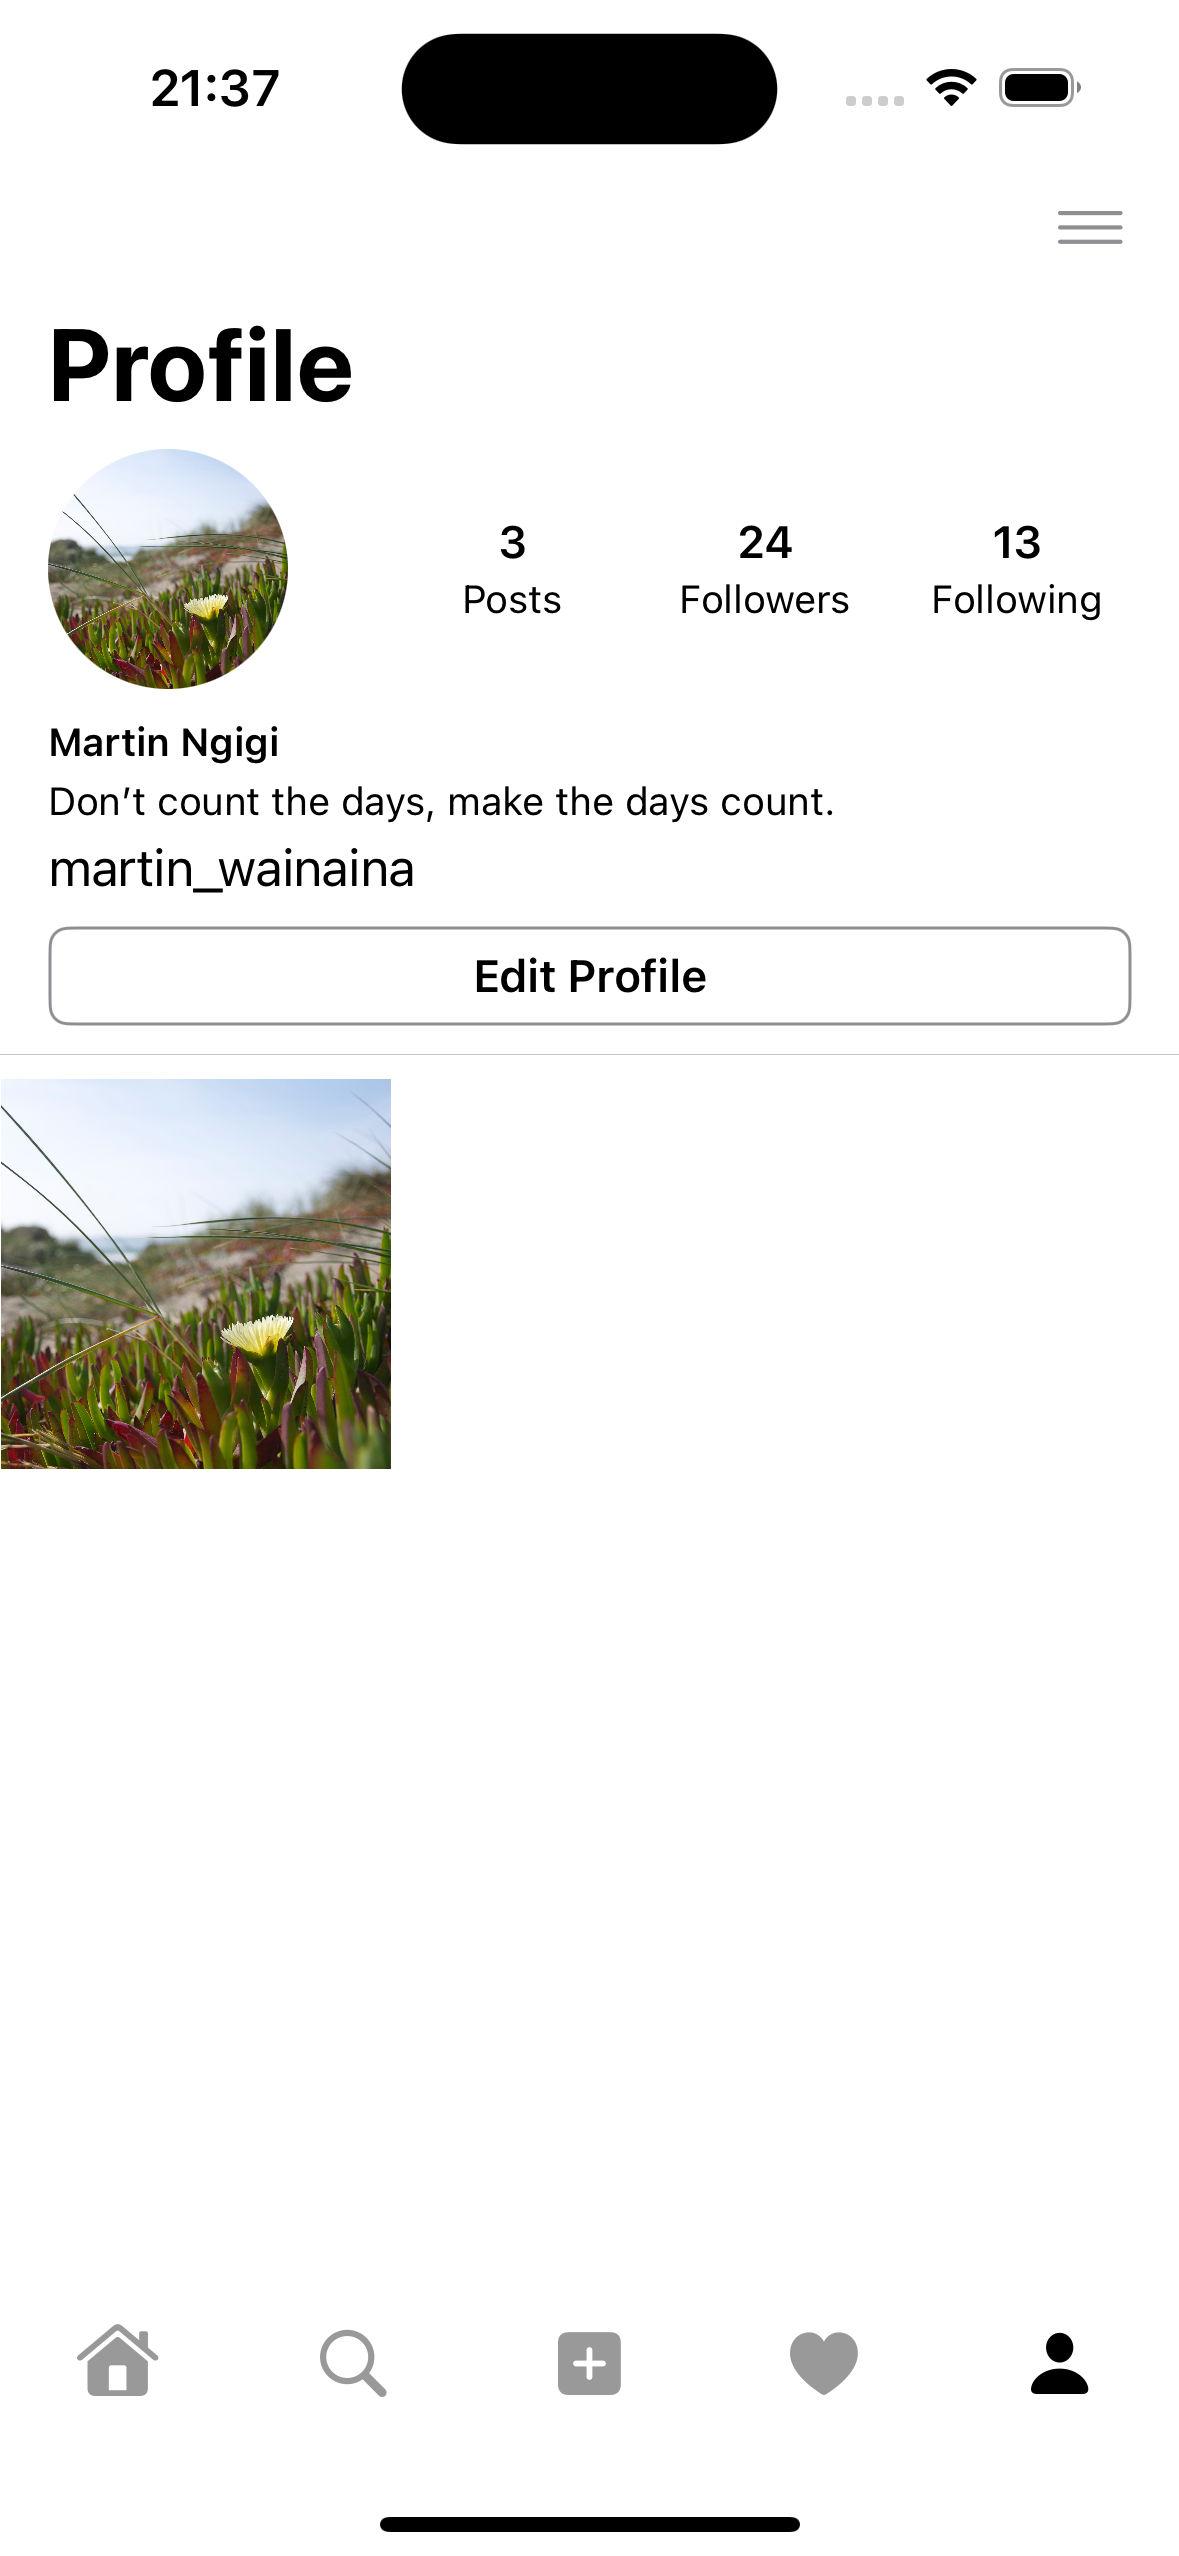 21:37
Profile
3 24 13
Posts Followers Following
Martin Ngigi
Don’t count the days, make the days count.
martin_wainaina
Edit Profile